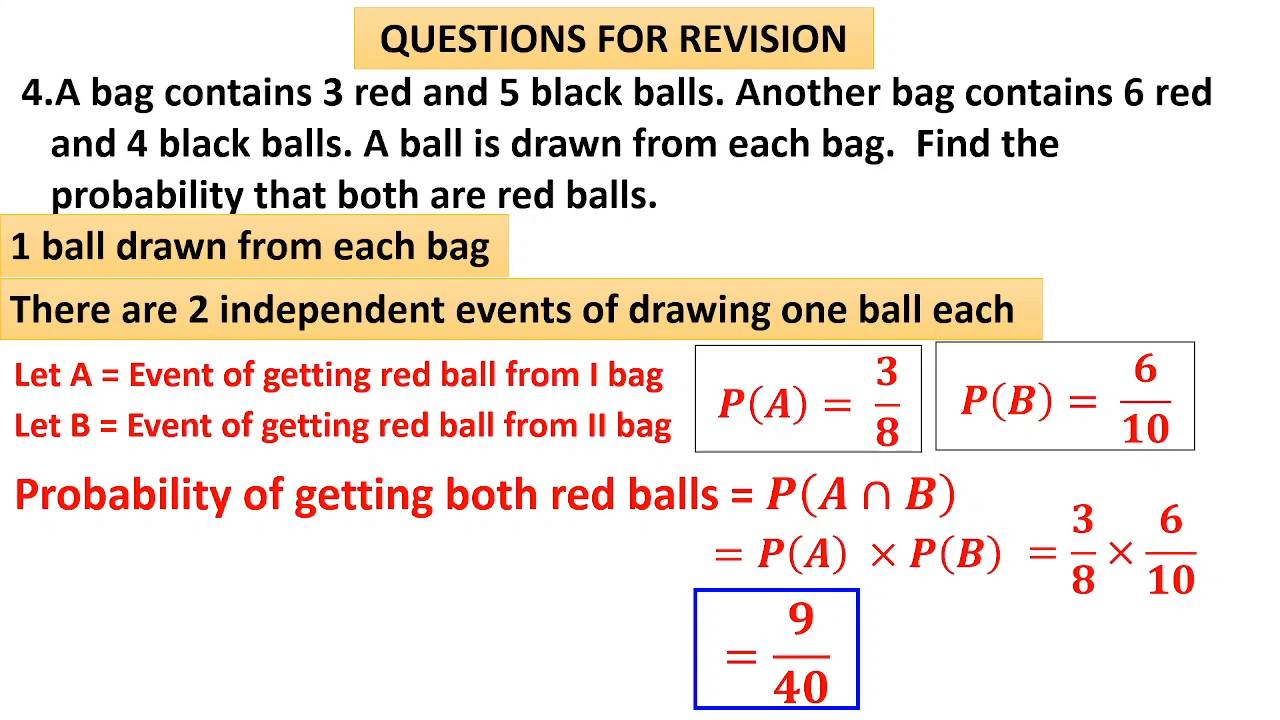 QUESTIONS FOR REVISION
4.A bag contains 3 red and 5 black balls. Another bag contains 6 red
and 4 black balls. A ball is drawn from each bag.  Find the
probability that both are red balls.
1 ball drawn from each bag
There are 2 independent events of drawing one ball each
Let A = Event of getting red ball from I bag
P(A) = 3/8
P(B) = 6/10
Let B = Event of getting red ball from II bag
Probability of getting both red balls = P(A ∩ B)
= P(A) × P(B) = 3/8 × 6/10
= 9/40